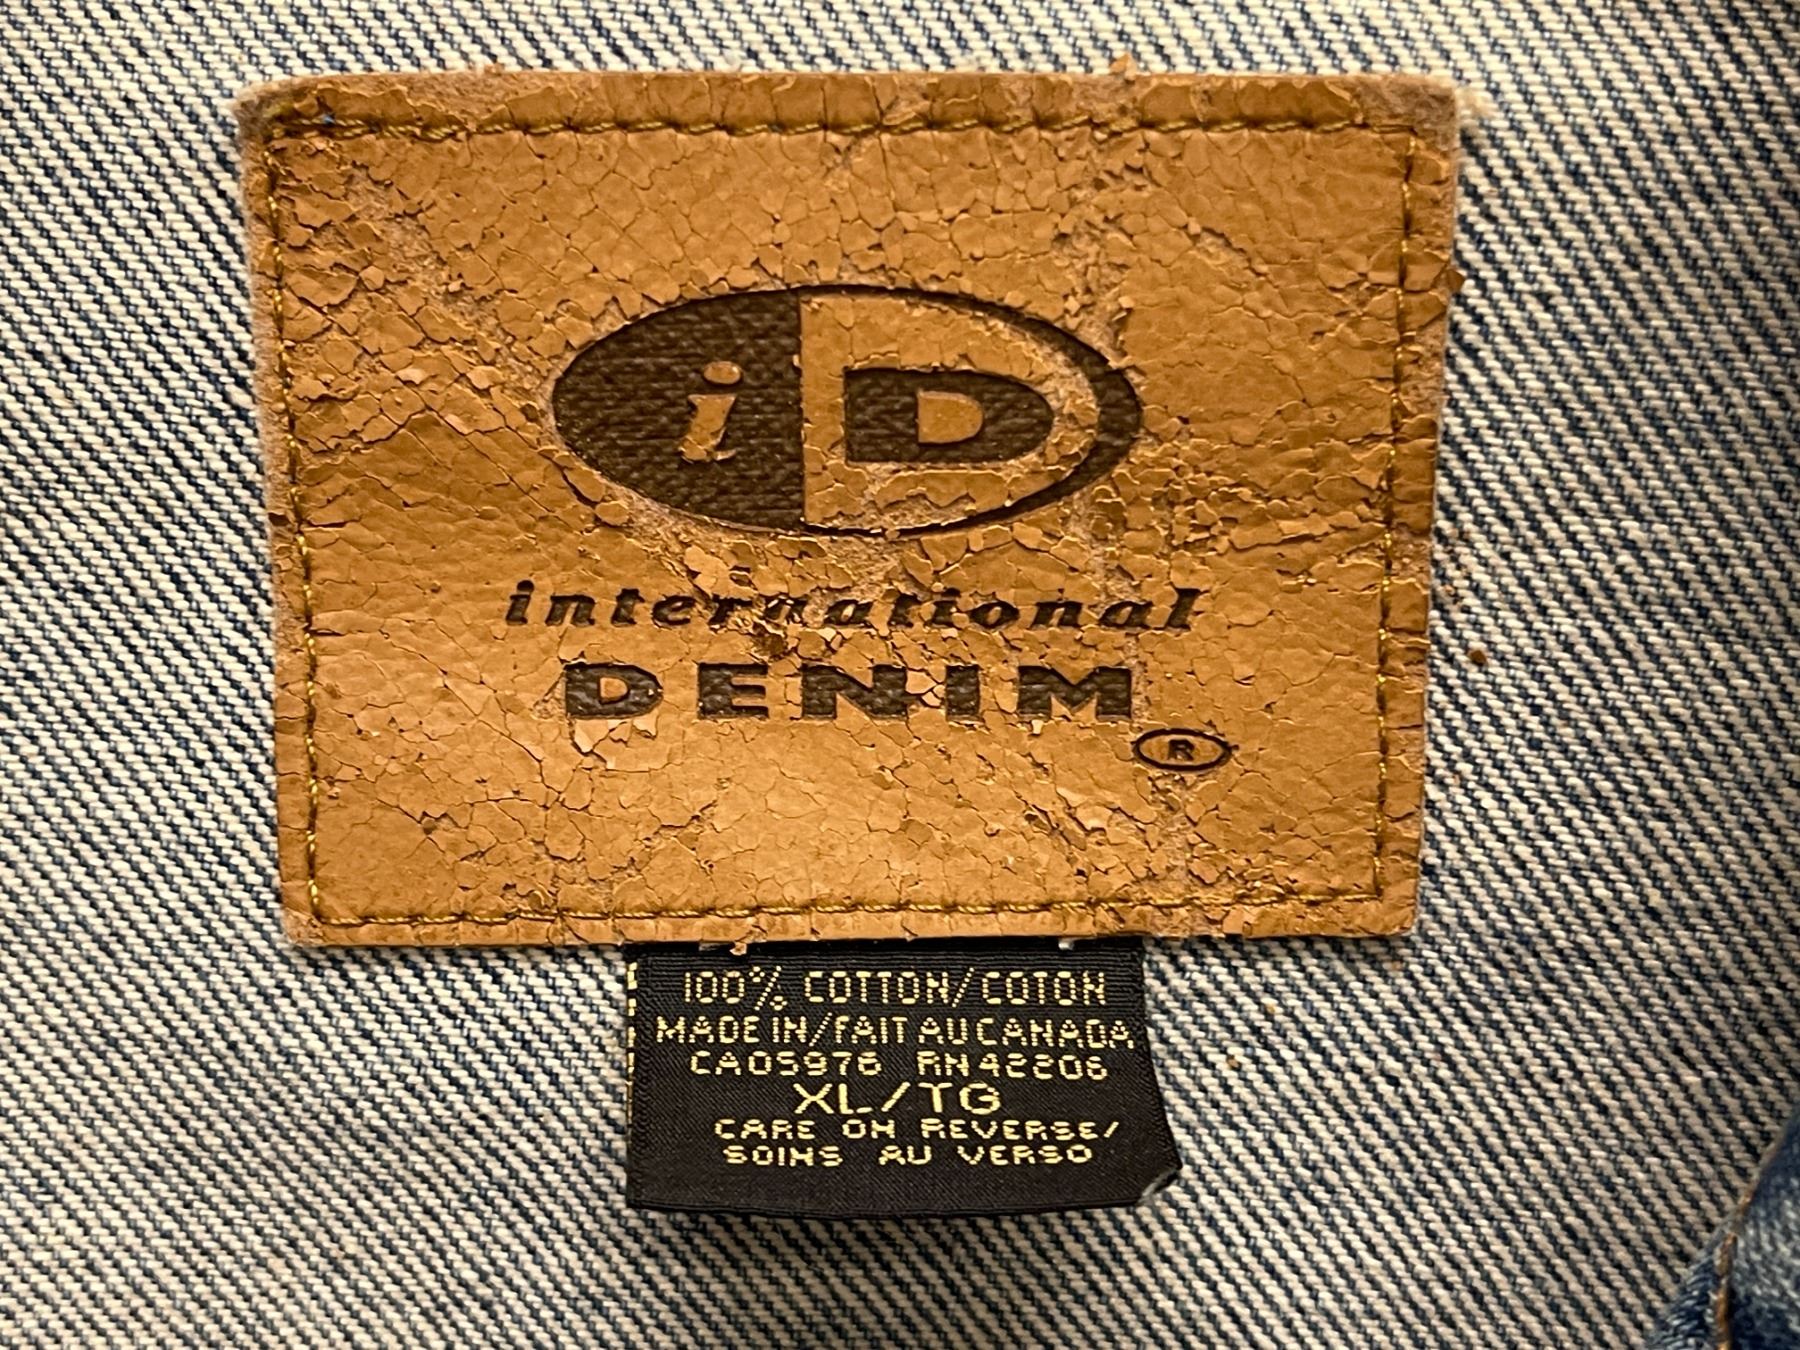 iD
international
DENIM
®
100% COTTON/COTON
MADE IN/FAIT AU CANADA
CA05976 RN42206
XL/TG
CARE ON REVERSE/
SOINS AU VERSO